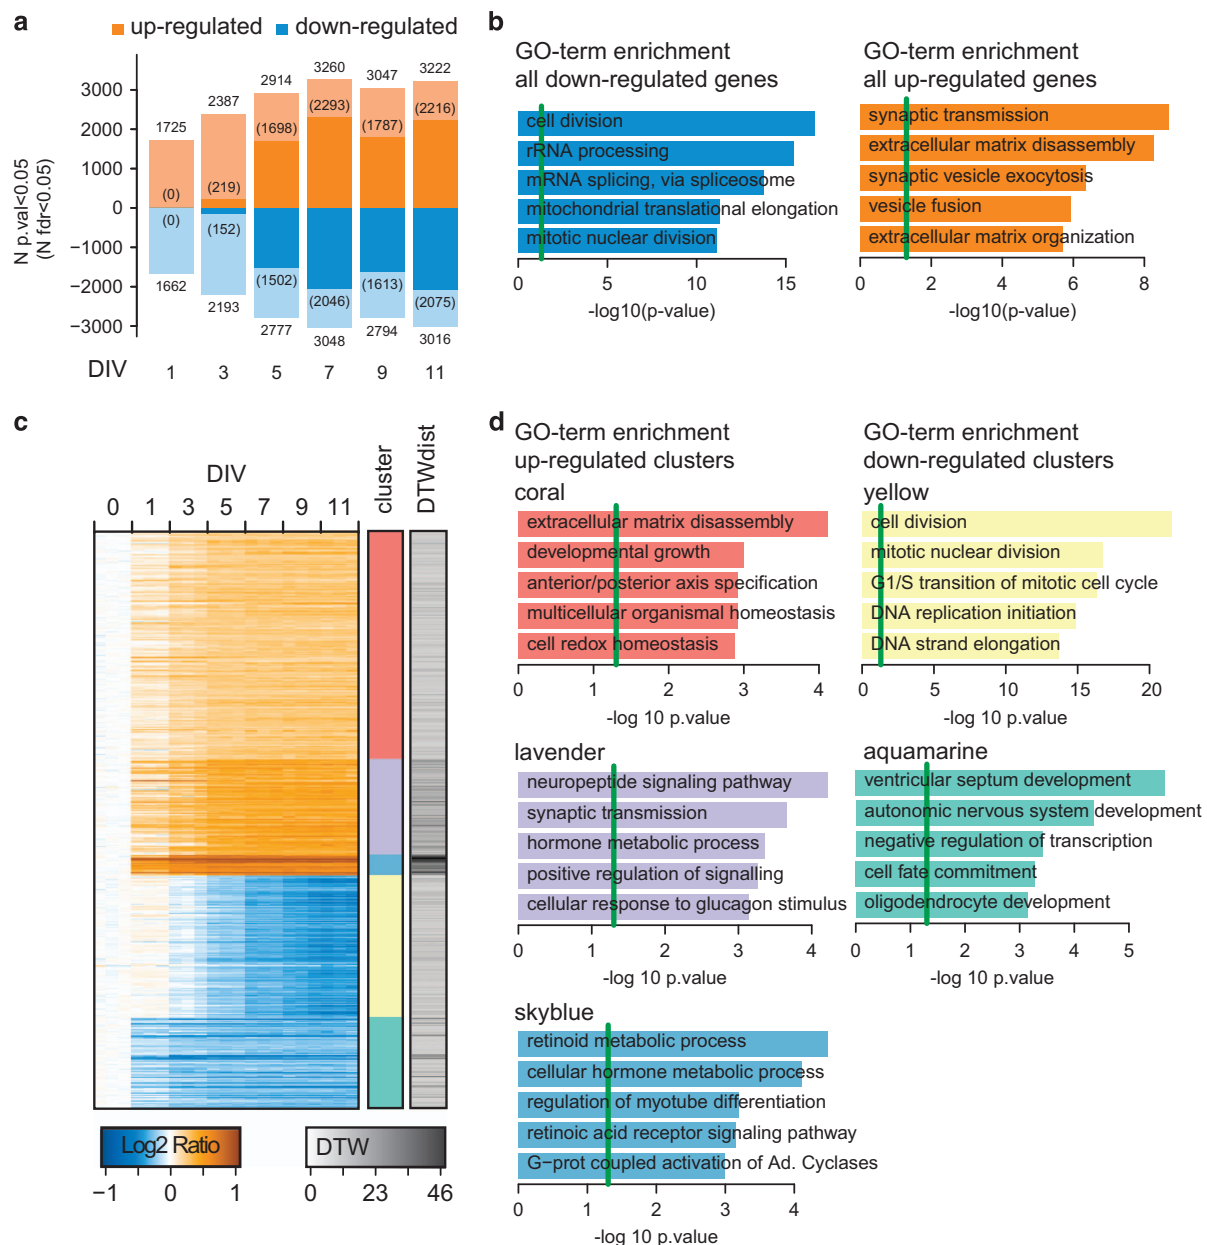 a
up-regulated down-regulated
N p.val<0.05
(N fdr<0.05)
3000
2000
1000
0
−1000
−2000
−3000
1725 2387 2914 3260 3047 3222
(0) (219) (1698) (2293) (1787) (2216)
(0) (152) (1502) (2046) (1613) (2075)
1662 2193 2777 3048 2794 3016
DIV 1 3 5 7 9 11
b
GO-term enrichment
all down-regulated genes
cell division
rRNA processing
mRNA splicing, via spliceosome
mitochondrial translational elongation
mitotic nuclear division
0 5 10 15
-log10(p-value)
GO-term enrichment
all up-regulated genes
synaptic transmission
extracellular matrix disassembly
synaptic vesicle exocytosis
vesicle fusion
extracellular matrix organization
0 2 4 6 8
-log10(p-value)
c
DIV
0 1 3 5 7 9 11
cluster
DTWdist
Log2 Ratio
−1 0 1
DTW
0 23 46
d
GO-term enrichment
up-regulated clusters
coral
extracellular matrix disassembly
developmental growth
anterior/posterior axis specification
multicellular organismal homeostasis
cell redox homeostasis
0 1 2 3 4
-log 10 p.value
GO-term enrichment
down-regulated clusters
yellow
cell division
mitotic nuclear division
G1/S transition of mitotic cell cycle
DNA replication initiation
DNA strand elongation
0 5 10 15 20
-log 10 p.value
lavender
neuropeptide signaling pathway
synaptic transmission
hormone metabolic process
positive regulation of signalling
cellular response to glucagon stimulus
0 1 2 3 4
-log 10 p.value
aquamarine
ventricular septum development
autonomic nervous system development
negative regulation of transcription
cell fate commitment
oligodendrocyte development
0 1 2 3 4 5
-log 10 p.value
skyblue
retinoid metabolic process
cellular hormone metabolic process
regulation of myotube differentiation
retinoic acid receptor signaling pathway
G−prot coupled activation of Ad. Cyclases
0 1 2 3 4
-log 10 p.value